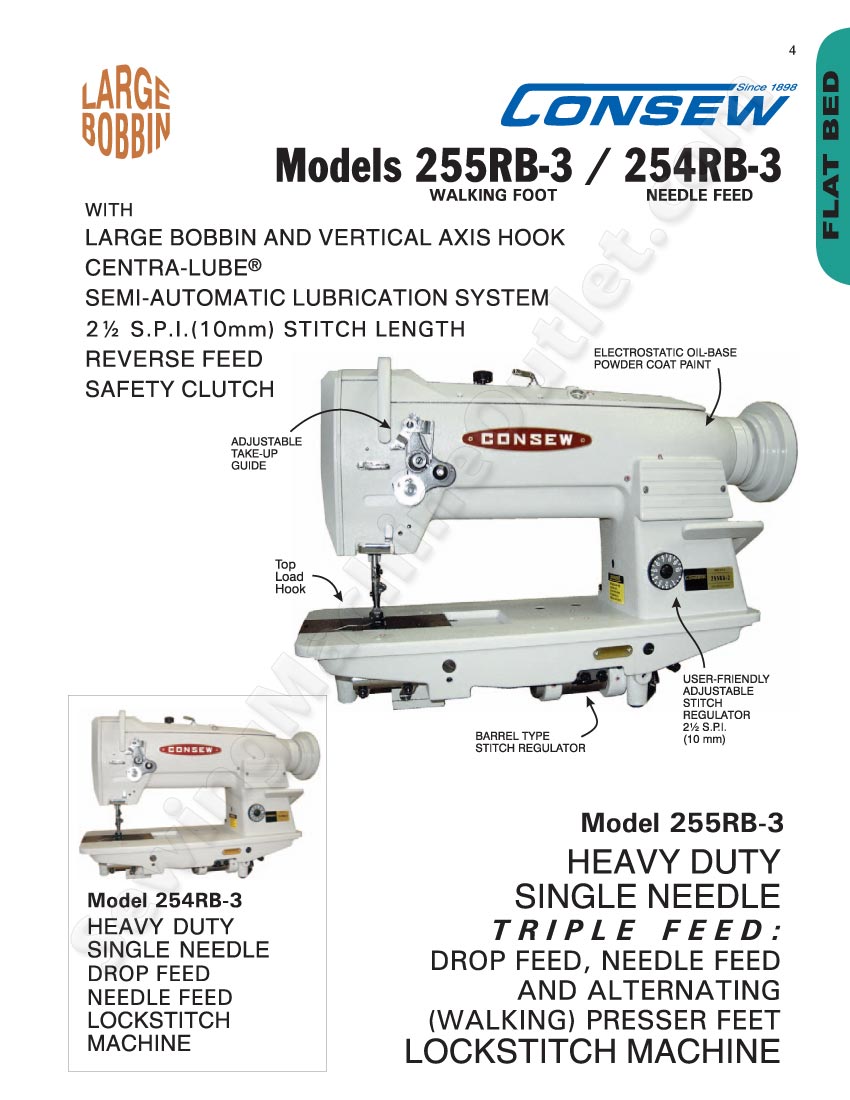 4
LARGE
BOBBIN
CONSEW
Since 1898
FLAT BED
Models 255RB-3 / 254RB-3
WALKING FOOT
NEEDLE FEED
WITH
LARGE BOBBIN AND VERTICAL AXIS HOOK
CENTRA-LUBE®
SEMI-AUTOMATIC LUBRICATION SYSTEM
2½ S.P.I.(10mm) STITCH LENGTH
REVERSE FEED
SAFETY CLUTCH
ELECTROSTATIC OIL-BASE
POWDER COAT PAINT
ADJUSTABLE
TAKE-UP
GUIDE
CONSEW
Top
Load
Hook
CONSEW
255RB-3
USER-FRIENDLY
ADJUSTABLE
STITCH
REGULATOR
2½ S.P.I.
(10 mm)
BARREL TYPE
STITCH REGULATOR
CONSEW
Model 254RB-3
HEAVY DUTY
SINGLE NEEDLE
DROP FEED
NEEDLE FEED
LOCKSTITCH
MACHINE
Model 255RB-3
HEAVY DUTY
SINGLE NEEDLE
TRIPLE FEED:
DROP FEED, NEEDLE FEED
AND ALTERNATING
(WALKING) PRESSER FEET
LOCKSTITCH MACHINE
SewingMachineOutlet.com